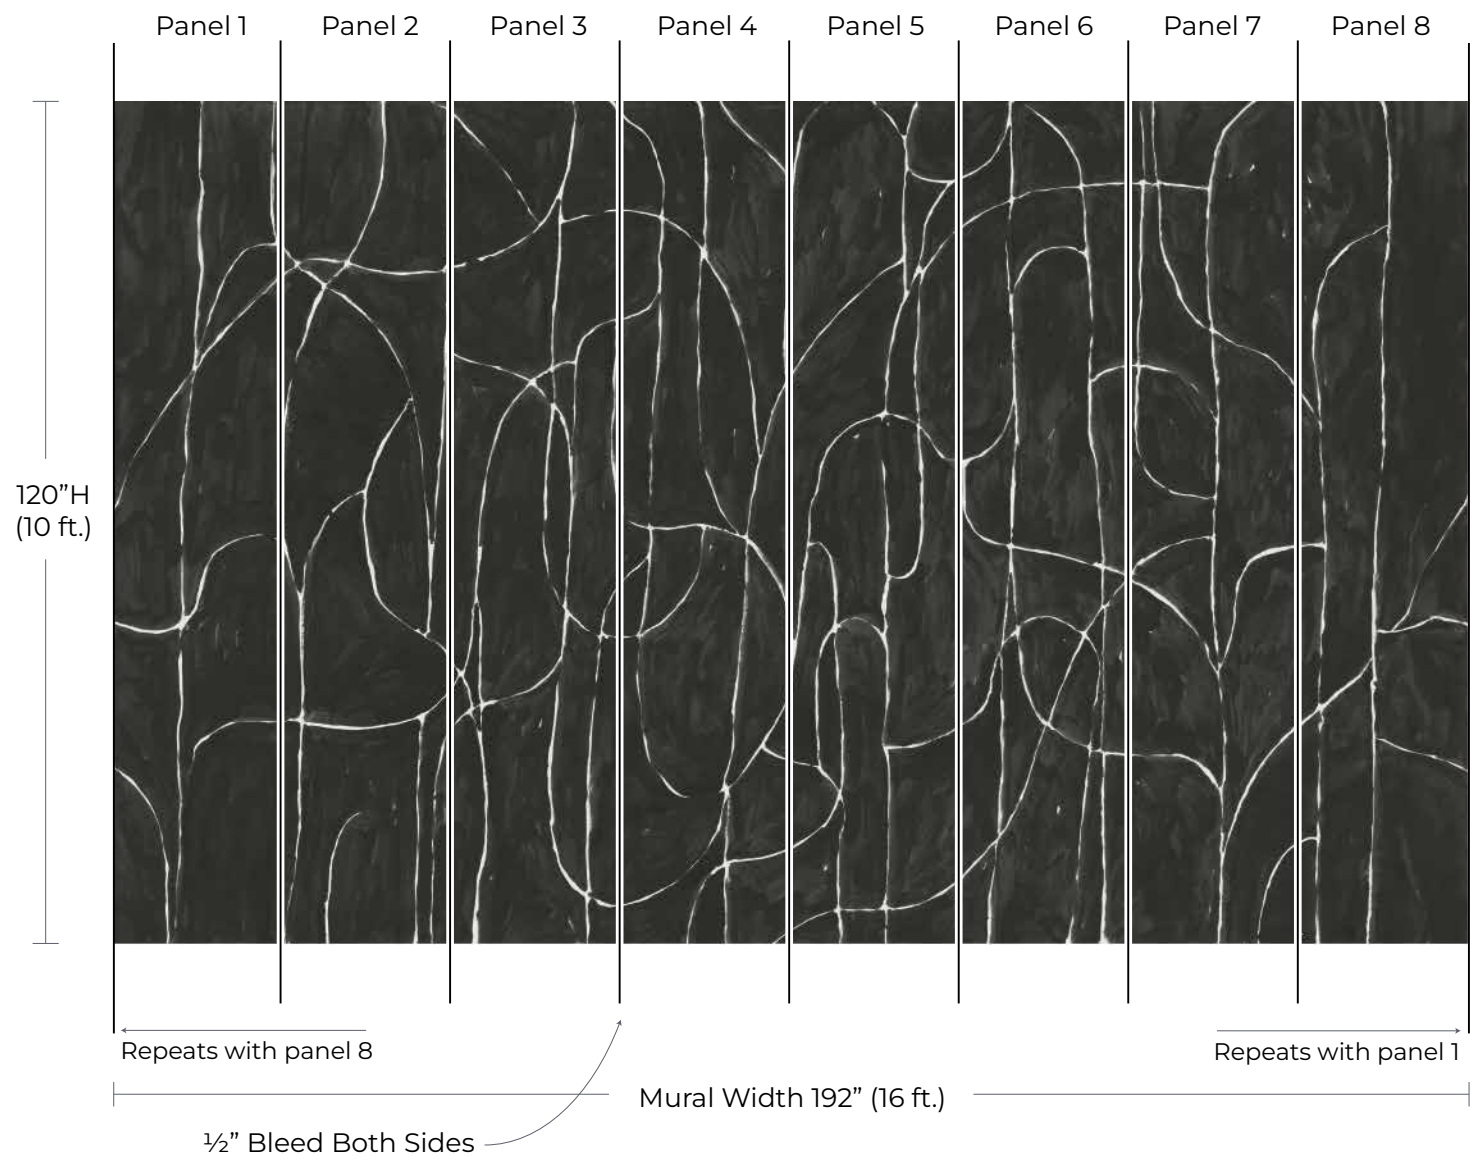 Panel 1
Panel 2
Panel 3
Panel 4
Panel 5
Panel 6
Panel 7
Panel 8
120”H
(10 ft.)
Repeats with panel 8
Repeats with panel 1
Mural Width 192” (16 ft.)
½” Bleed Both Sides